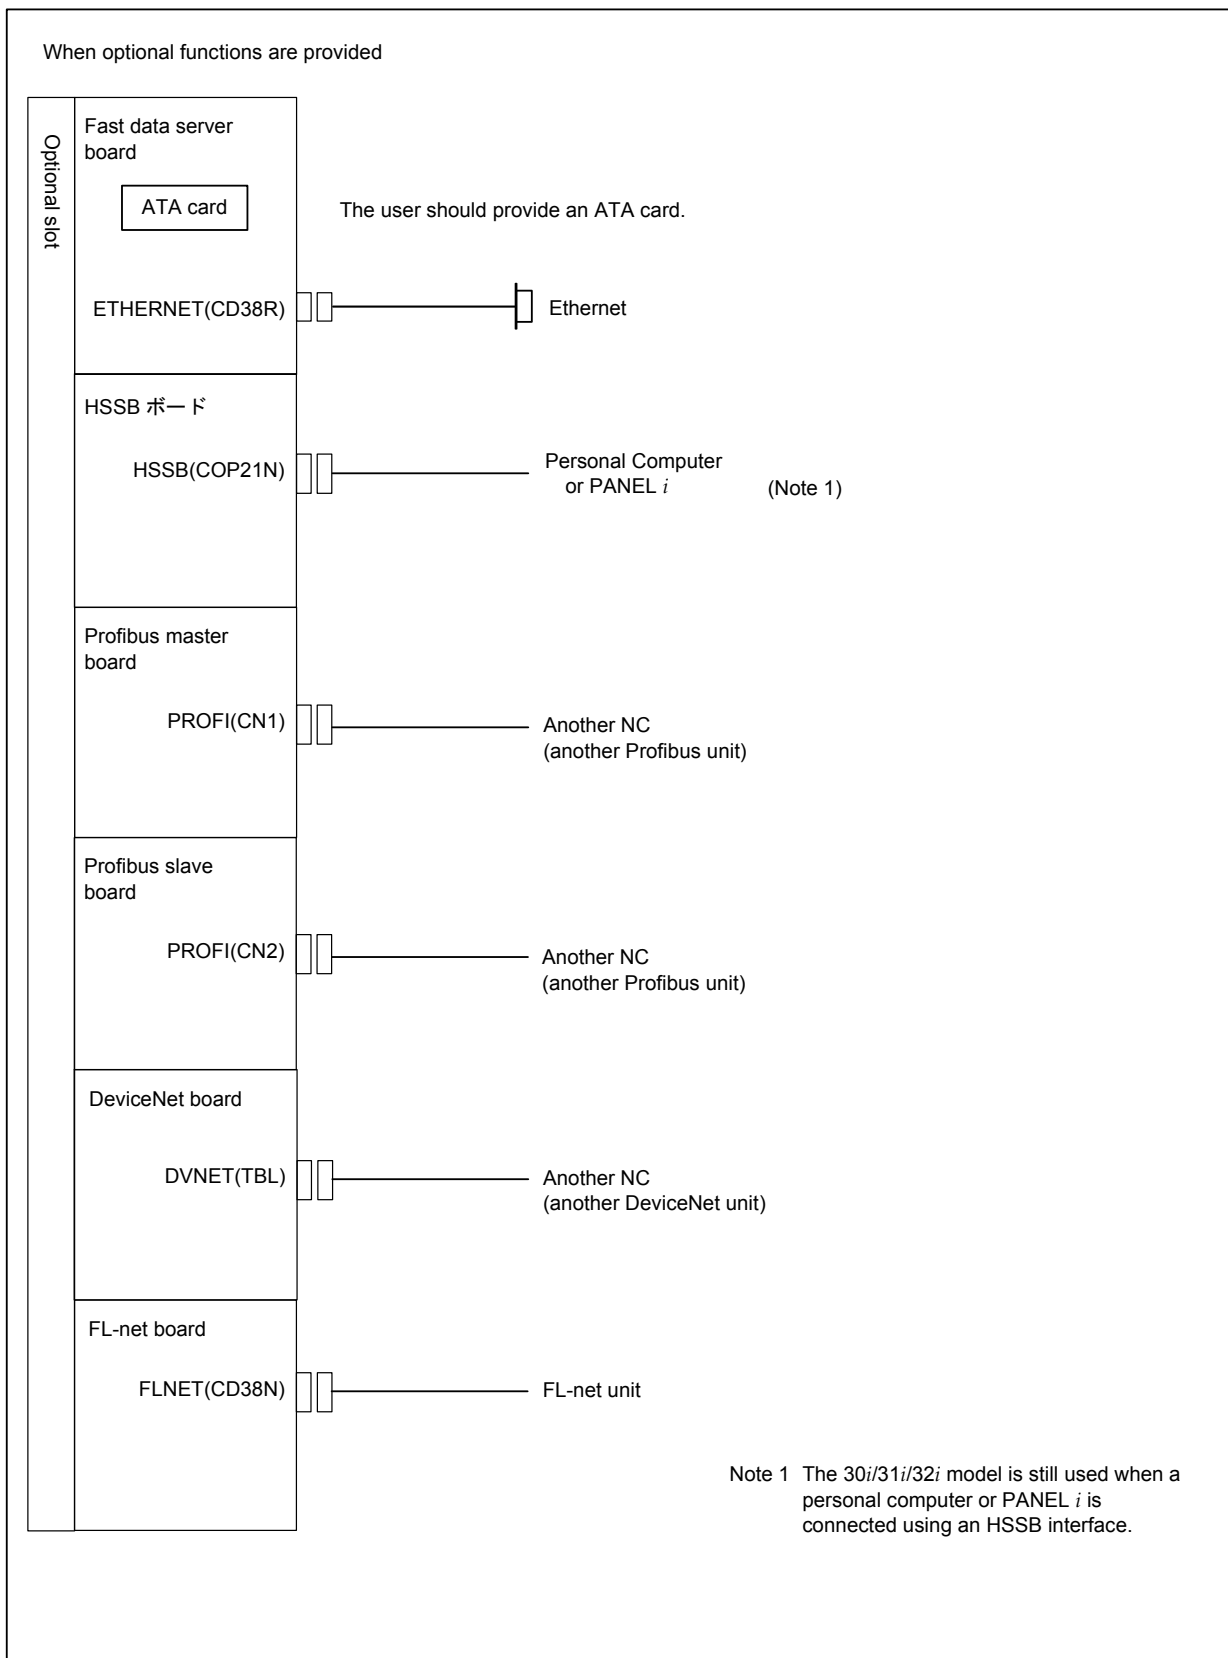 When optional functions are provided
Optional slot
Fast data server
board
ATA card
The user should provide an ATA card.
ETHERNET(CD38R)
Ethernet
HSSB ボード
HSSB(COP21N)
Personal Computer
or PANEL i
(Note 1)
Profibus master
board
PROFI(CN1)
Another NC
(another Profibus unit)
Profibus slave
board
PROFI(CN2)
Another NC
(another Profibus unit)
DeviceNet board
DVNET(TBL)
Another NC
(another DeviceNet unit)
FL-net board
FLNET(CD38N)
FL-net unit
Note 1 The 30i/31i/32i model is still used when a
personal computer or PANEL i is
connected using an HSSB interface.